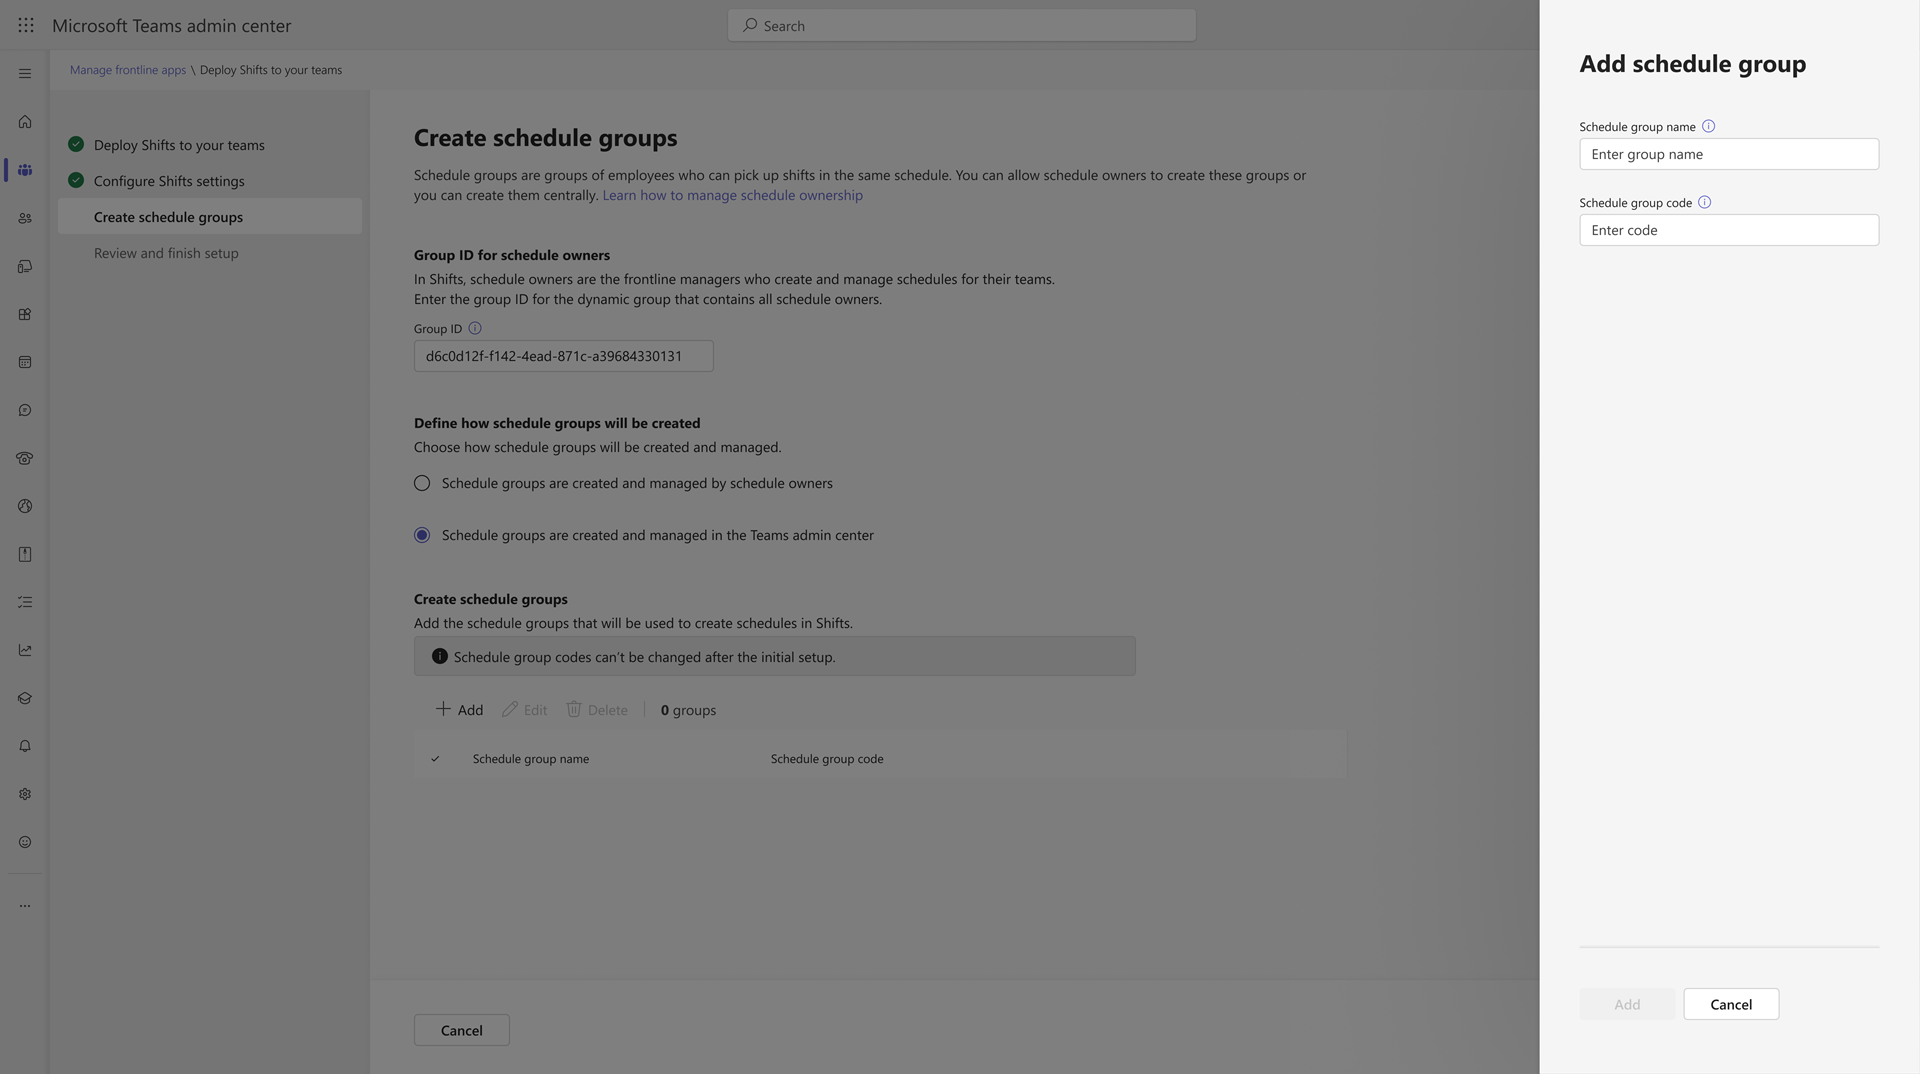 Microsoft Teams admin center
Search
Manage frontline apps \ Deploy Shifts to your teams
Deploy Shifts to your teams
Configure Shifts settings
Create schedule groups
Review and finish setup
Create schedule groups
Schedule groups are groups of employees who can pick up shifts in the same schedule. You can allow schedule owners to create these groups or
you can create them centrally. Learn how to manage schedule ownership
Group ID for schedule owners
In Shifts, schedule owners are the frontline managers who create and manage schedules for their teams.
Enter the group ID for the dynamic group that contains all schedule owners.
Group ID
d6c0d12f-f142-4ead-871c-a39684330131
Define how schedule groups will be created
Choose how schedule groups will be created and managed.
Schedule groups are created and managed by schedule owners
Schedule groups are created and managed in the Teams admin center
Create schedule groups
Add the schedule groups that will be used to create schedules in Shifts.
Schedule group codes can't be changed after the initial setup.
Add Edit Delete 0 groups
Schedule group name Schedule group code
Cancel
Add schedule group
Schedule group name
Enter group name
Schedule group code
Enter code
Add Cancel